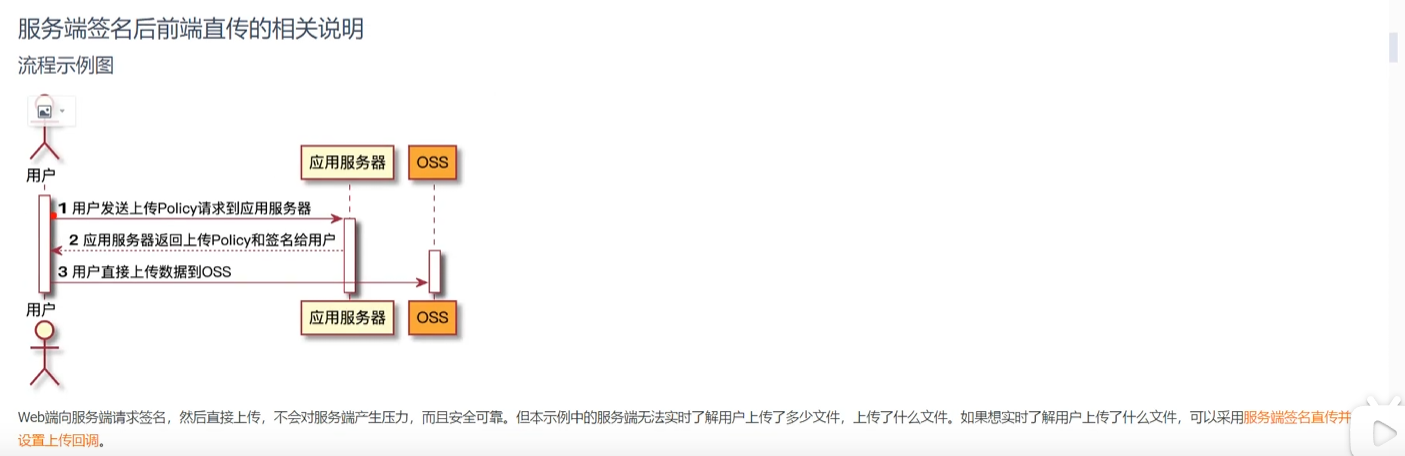 服务端签名后前端直传的相关说明
流程示例图
用户
应用服务器
OSS
1 用户发送上传Policy请求到应用服务器
2 应用服务器返回上传Policy和签名给用户
3 用户直接上传数据到OSS
用户
应用服务器
OSS
Web端向服务端请求签名，然后直接上传，不会对服务端产生压力，而且安全可靠。但本示例中的服务端无法实时了解用户上传了多少文件，上传了什么文件。如果想实时了解用户上传了什么文件，可以采用服务端签名直传并
设置上传回调。